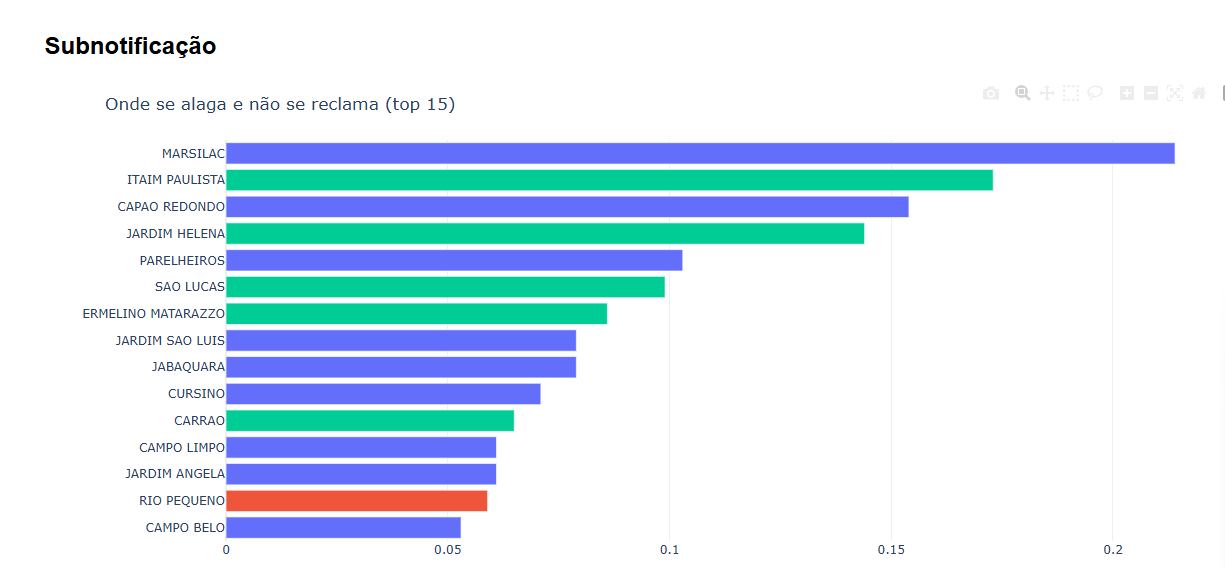 Subnotificação
Onde se alaga e não se reclama (top 15)
MARSILAC
ITAIM PAULISTA
CAPAO REDONDO
JARDIM HELENA
PARELHEIROS
SAO LUCAS
ERMELINO MATARAZZO
JARDIM SAO LUIS
JABAQUARA
CURSINO
CARRAO
CAMPO LIMPO
JARDIM ANGELA
RIO PEQUENO
CAMPO BELO
0 0.05 0.1 0.15 0.2